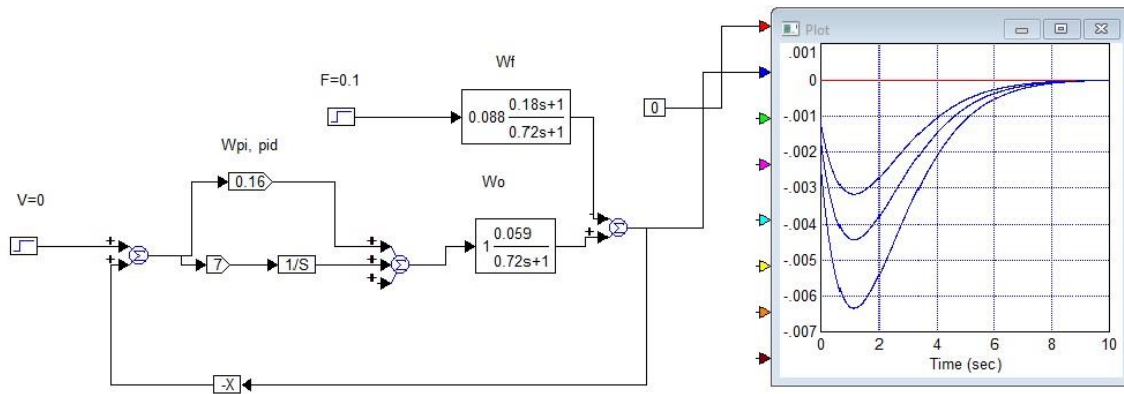 Plot
Wf
F=0.1
0.088 0.18s+1
0.72s+1
0
Wpi, pid
0.16
Wo
V=0
1 0.059
0.72s+1
+
+
Σ
7
1/S
+
+
+
Σ
-
+
Σ
-X
.001
0
-.001
-.002
-.003
-.004
-.005
-.006
-.007
0 2 4 6 8 10
Time (sec)